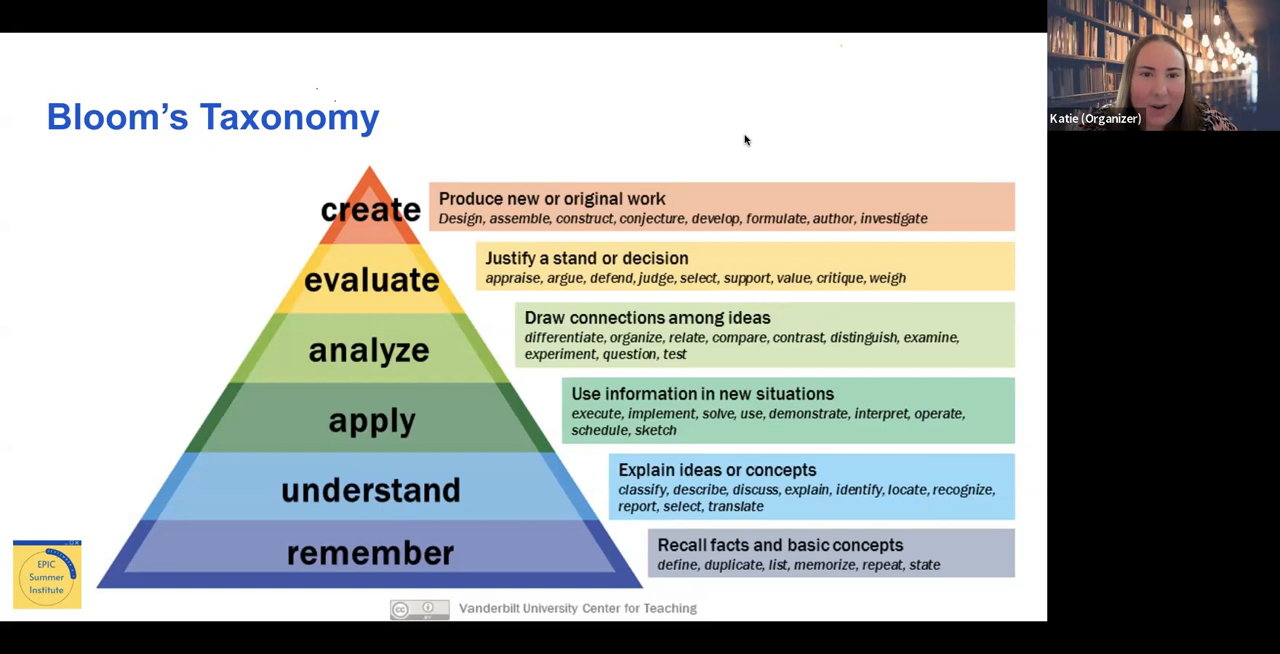 Bloom's Taxonomy
create
Produce new or original work
Design, assemble, construct, conjecture, develop, formulate, author, investigate
evaluate
Justify a stand or decision
appraise, argue, defend, judge, select, support, value, critique, weigh
analyze
Draw connections among ideas
differentiate, organize, relate, compare, contrast, distinguish, examine,
experiment, question, test
apply
Use information in new situations
execute, implement, solve, use, demonstrate, interpret, operate,
schedule, sketch
understand
Explain ideas or concepts
classify, describe, discuss, explain, identify, locate, recognize,
report, select, translate
remember
Recall facts and basic concepts
define, duplicate, list, memorize, repeat, state
EPIC
Summer
Institute
cc
BY
Vanderbilt University Center for Teaching
Katie (Organizer)